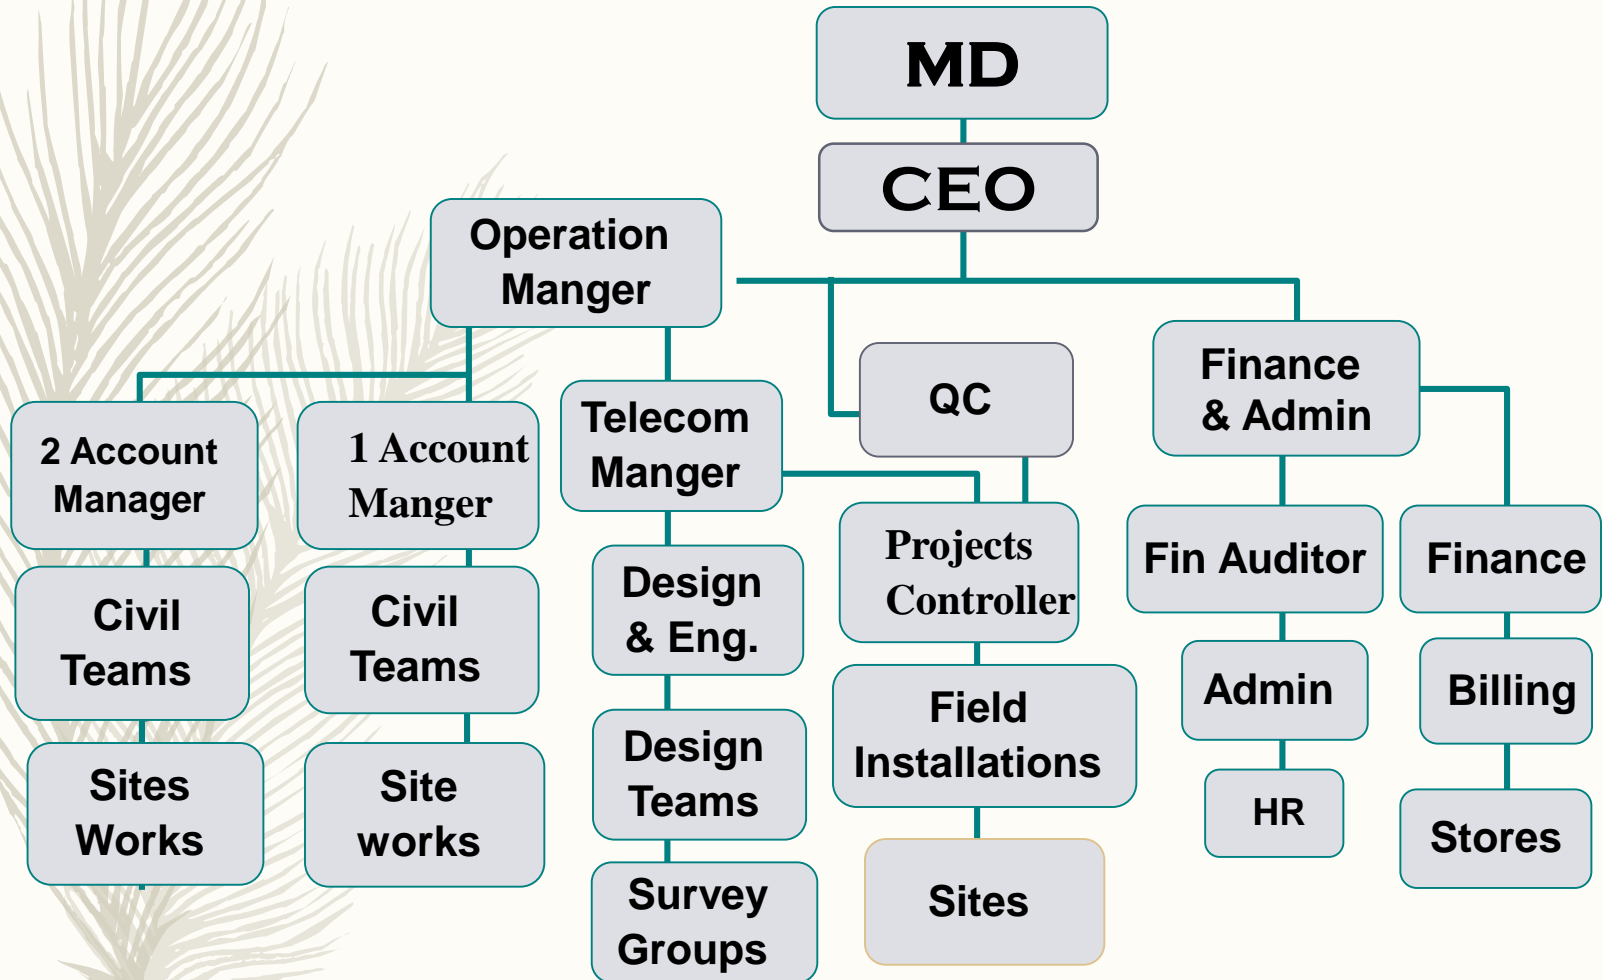 MD
CEO
Operation
Manger
QC
Finance
& Admin
2 Account
Manager
1 Account
Manger
Telecom
Manger
Projects
Controller
Fin Auditor
Finance
Civil
Teams
Civil
Teams
Design
& Eng.
Field
Installations
Admin
Billing
Sites
Works
Site
works
Design
Teams
HR
Stores
Survey
Groups
Sites